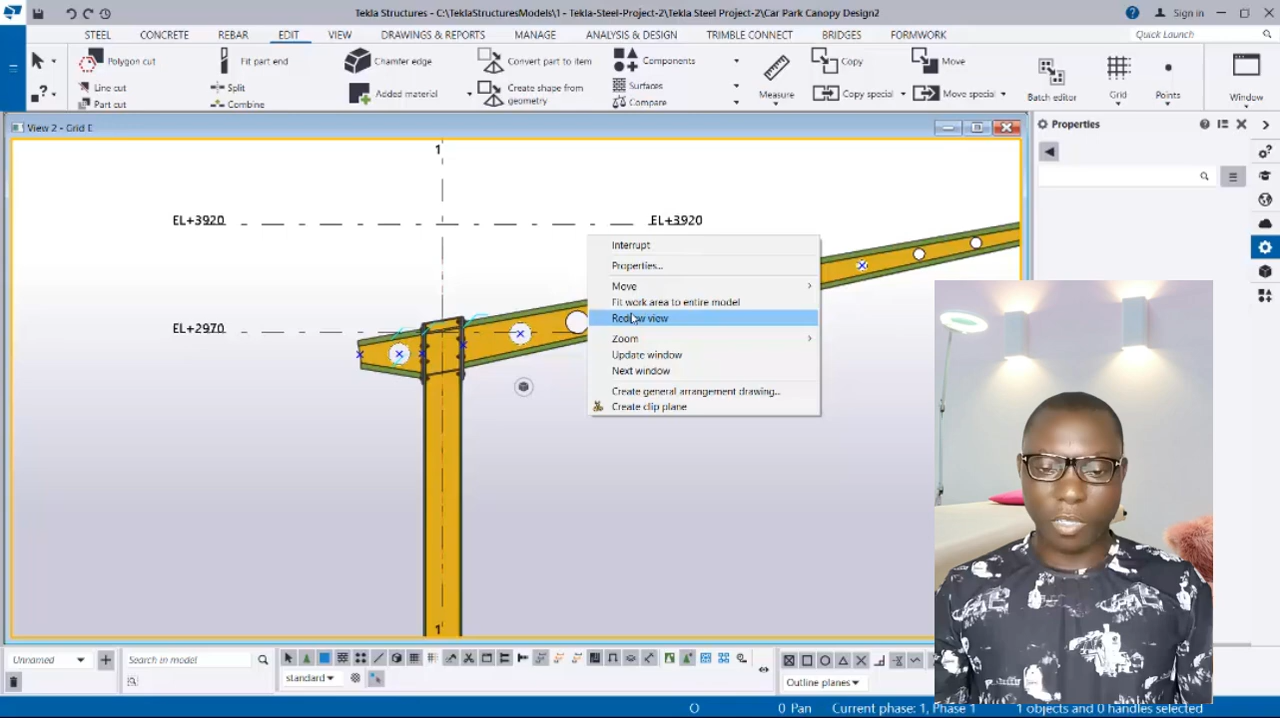 Tekla Structures - C:\TeklaStructuresModels\1 - Tekla-Steel-Project-2\Tekla Steel Project-2\Car Park Canopy Design2
Sign in
STEEL CONCRETE REBAR EDIT VIEW DRAWINGS & REPORTS MANAGE ANALYSIS & DESIGN TRIMBLE CONNECT BRIDGES FORMWORK Quick Launch
Polygon cut
Fit part end
Chamfer edge
Convert part to item
Components
Copy
Move
Line cut
Split
Added material
Create shape from geometry
Surfaces
Measure
Copy special
Move special
Batch editor
Grid
Points
Window
Part cut
Combine
Compare
View 2 - Grid
Properties
1
EL+3920
EL+3920
EL+2970
1
Interrupt
Properties...
Move
Fit work area to entire model
view
Zoom
Update window
Next window
Create general arrangement drawing...
Create clip plane
Unnamed
Search in model
standard
Outline planes
O
0 Pan
Current phase: 1, Phase 1
1 objects and 0 handles selected